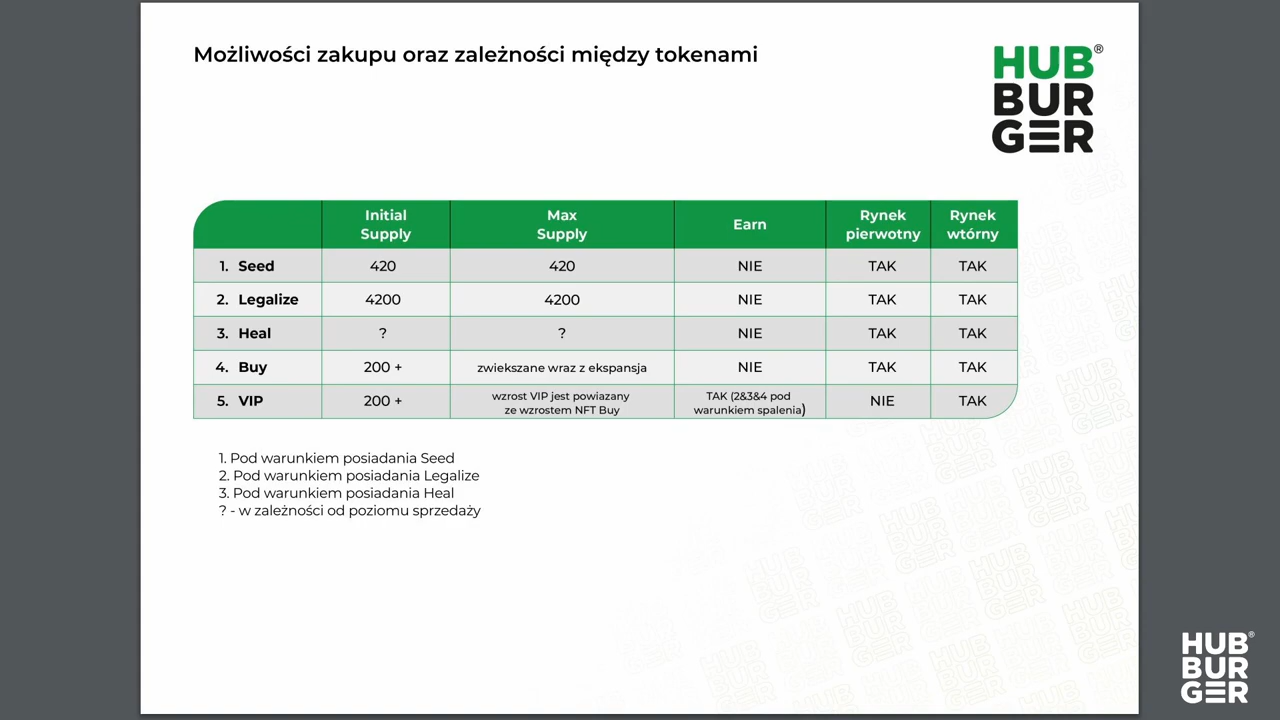 Możliwości zakupu oraz zależności między tokenami
HUB®
BUR
GER
Initial Supply Max Supply Earn Rynek pierwotny Rynek wtórny
1. Seed 420 420 NIE TAK TAK
2. Legalize 4200 4200 NIE TAK TAK
3. Heal ? ? NIE TAK TAK
4. Buy 200 + zwiekszane wraz z ekspansja NIE TAK TAK
5. VIP 200 + wzrost VIP jest powiazany ze wzrostem NFT Buy TAK (2&3&4 pod warunkiem spalenia) NIE TAK
1. Pod warunkiem posiadania Seed
2. Pod warunkiem posiadania Legalize
3. Pod warunkiem posiadania Heal
? - w zależności od poziomu sprzedaży
HUB®
BUR
GER